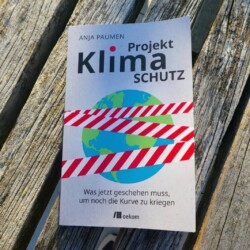 ANJA PAUMEN
Projekt
Klima
SCHUTZ
Was jetzt geschehen muss,
um noch die Kurve zu kriegen
oekom